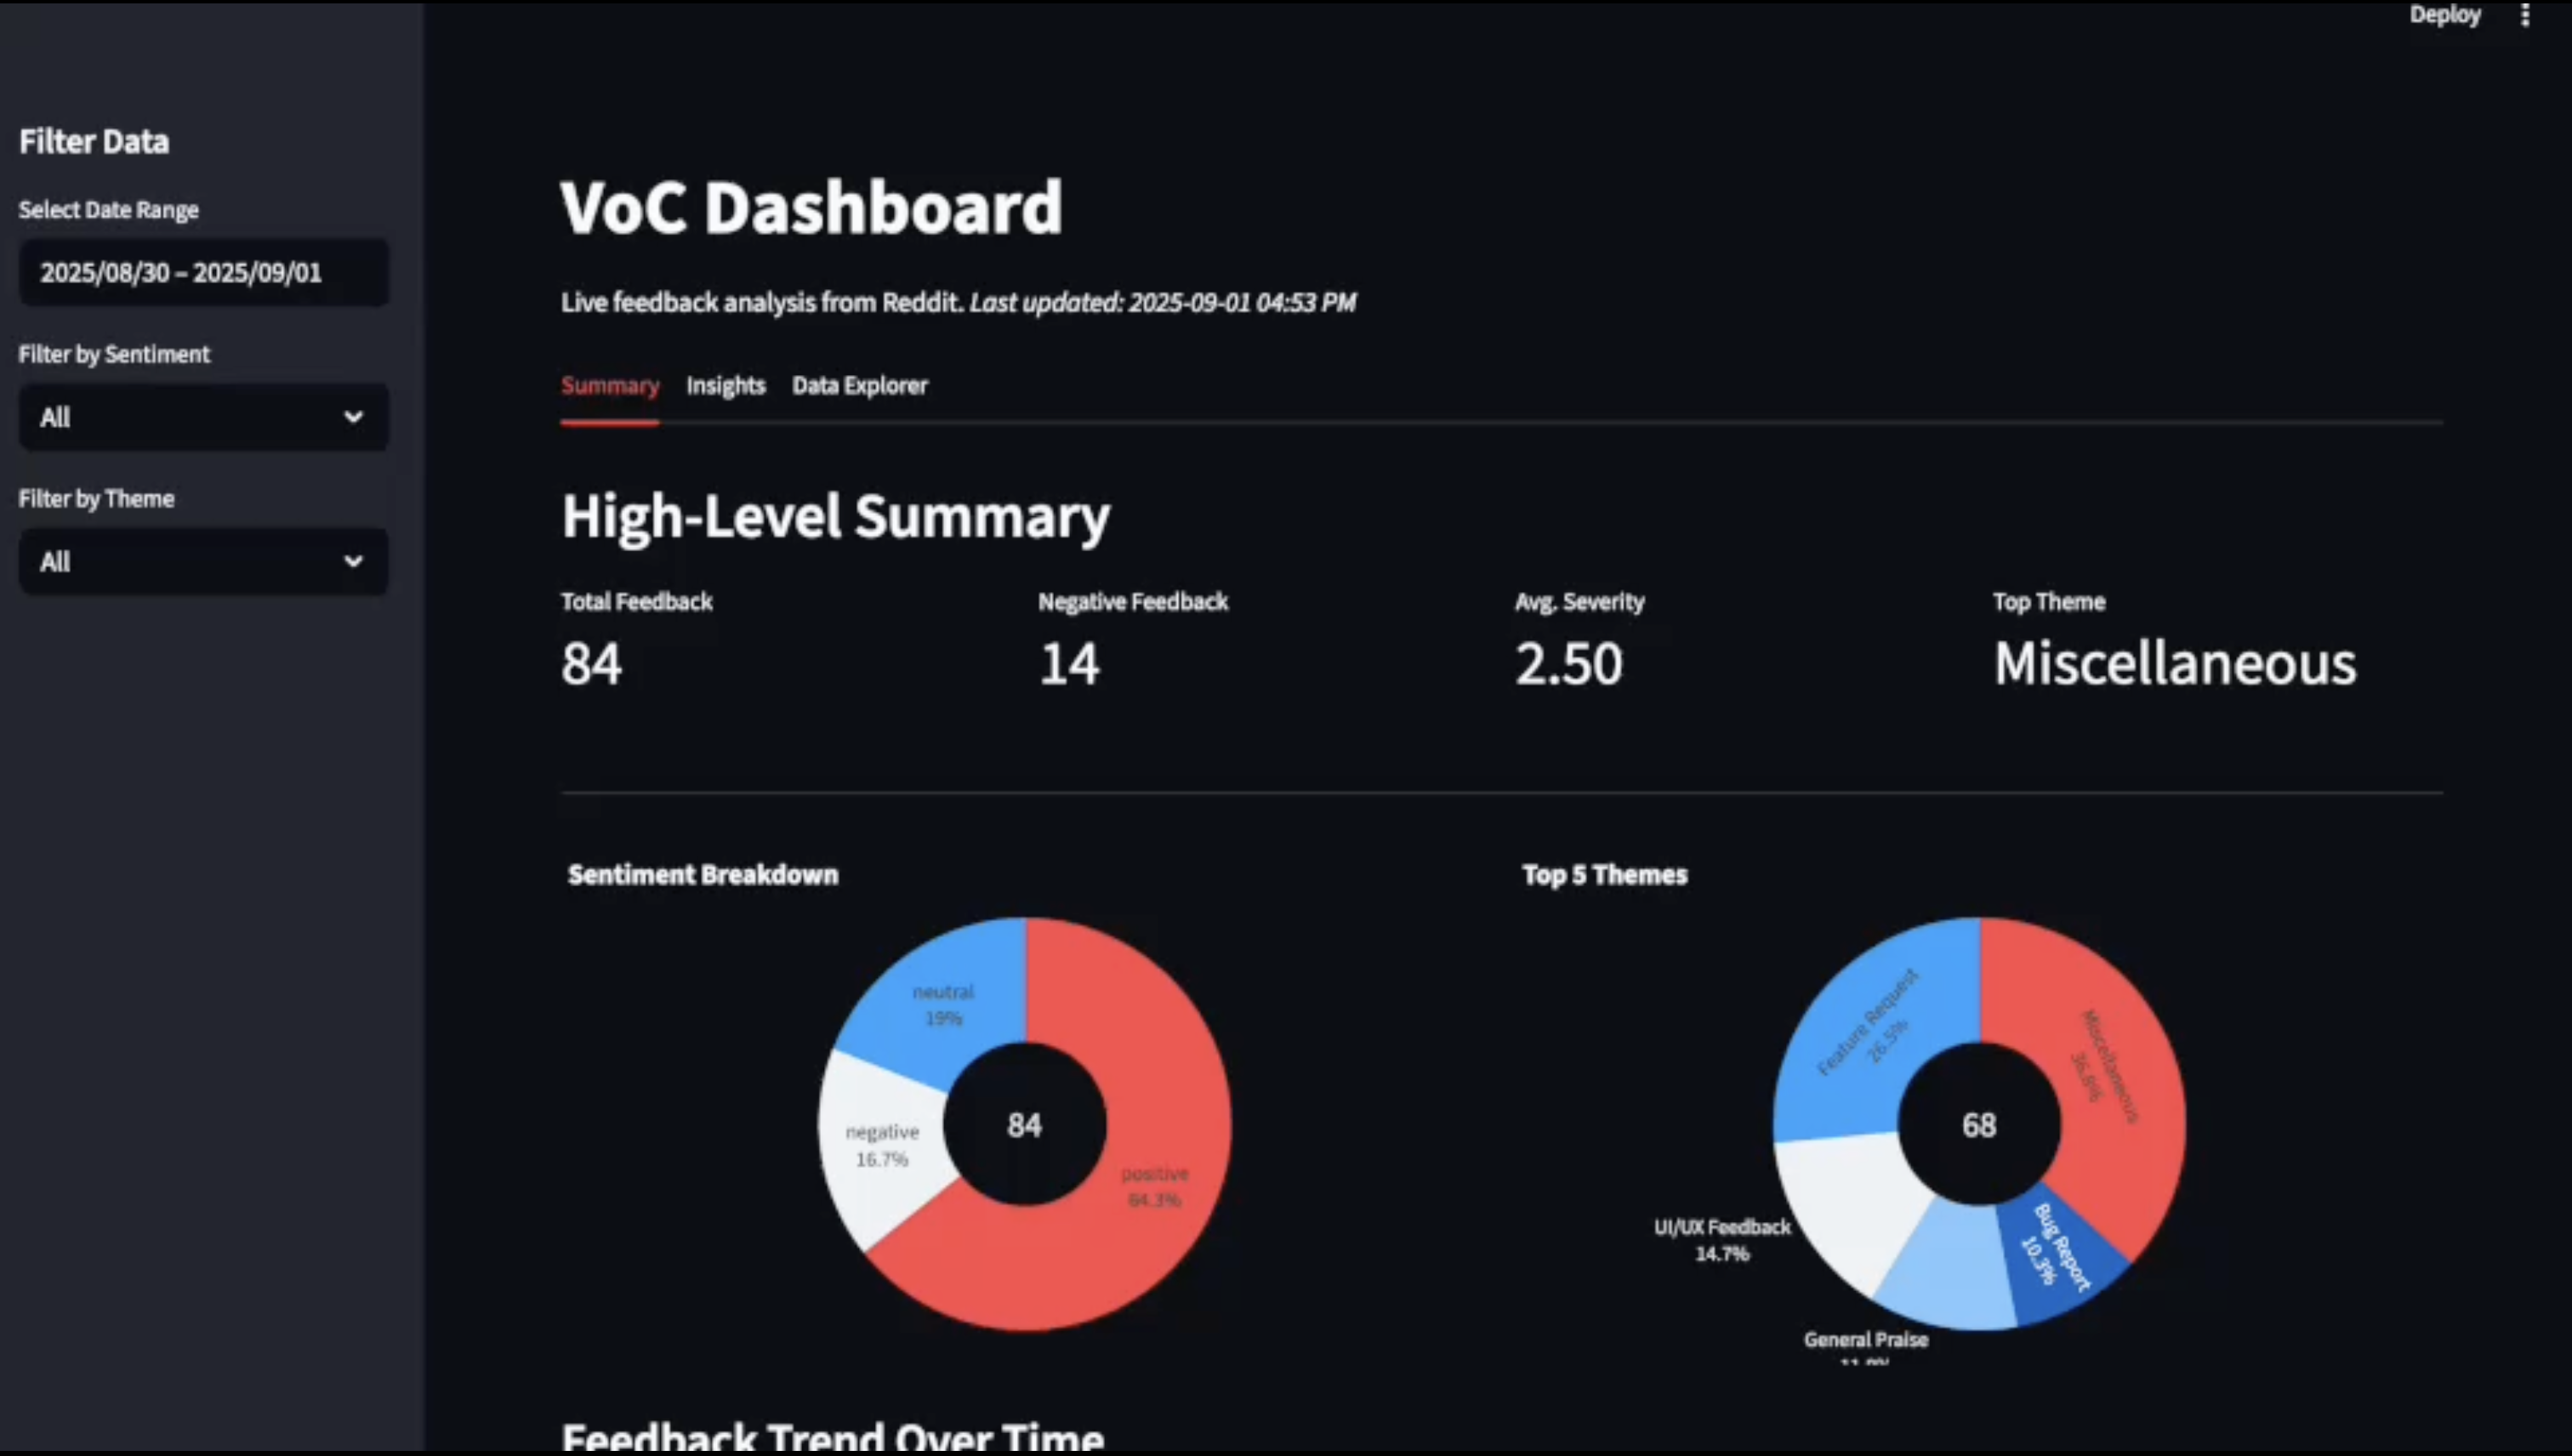 Deploy
Filter Data
Select Date Range
2025/08/30 – 2025/09/01
Filter by Sentiment
All
Filter by Theme
All
VoC Dashboard
Live feedback analysis from Reddit. Last updated: 2025-09-01 04:53 PM
Summary Insights Data Explorer
High-Level Summary
Total Feedback
84
Negative Feedback
14
Avg. Severity
2.50
Top Theme
Miscellaneous
Sentiment Breakdown
neutral
19%
negative
16.7%
84
positive
64.3%
Top 5 Themes
Feature Request
26.5%
Miscellaneous
36.8%
68
UI/UX Feedback
14.7%
Bug Report
10.3%
General Praise
Feedback Trend Over Time